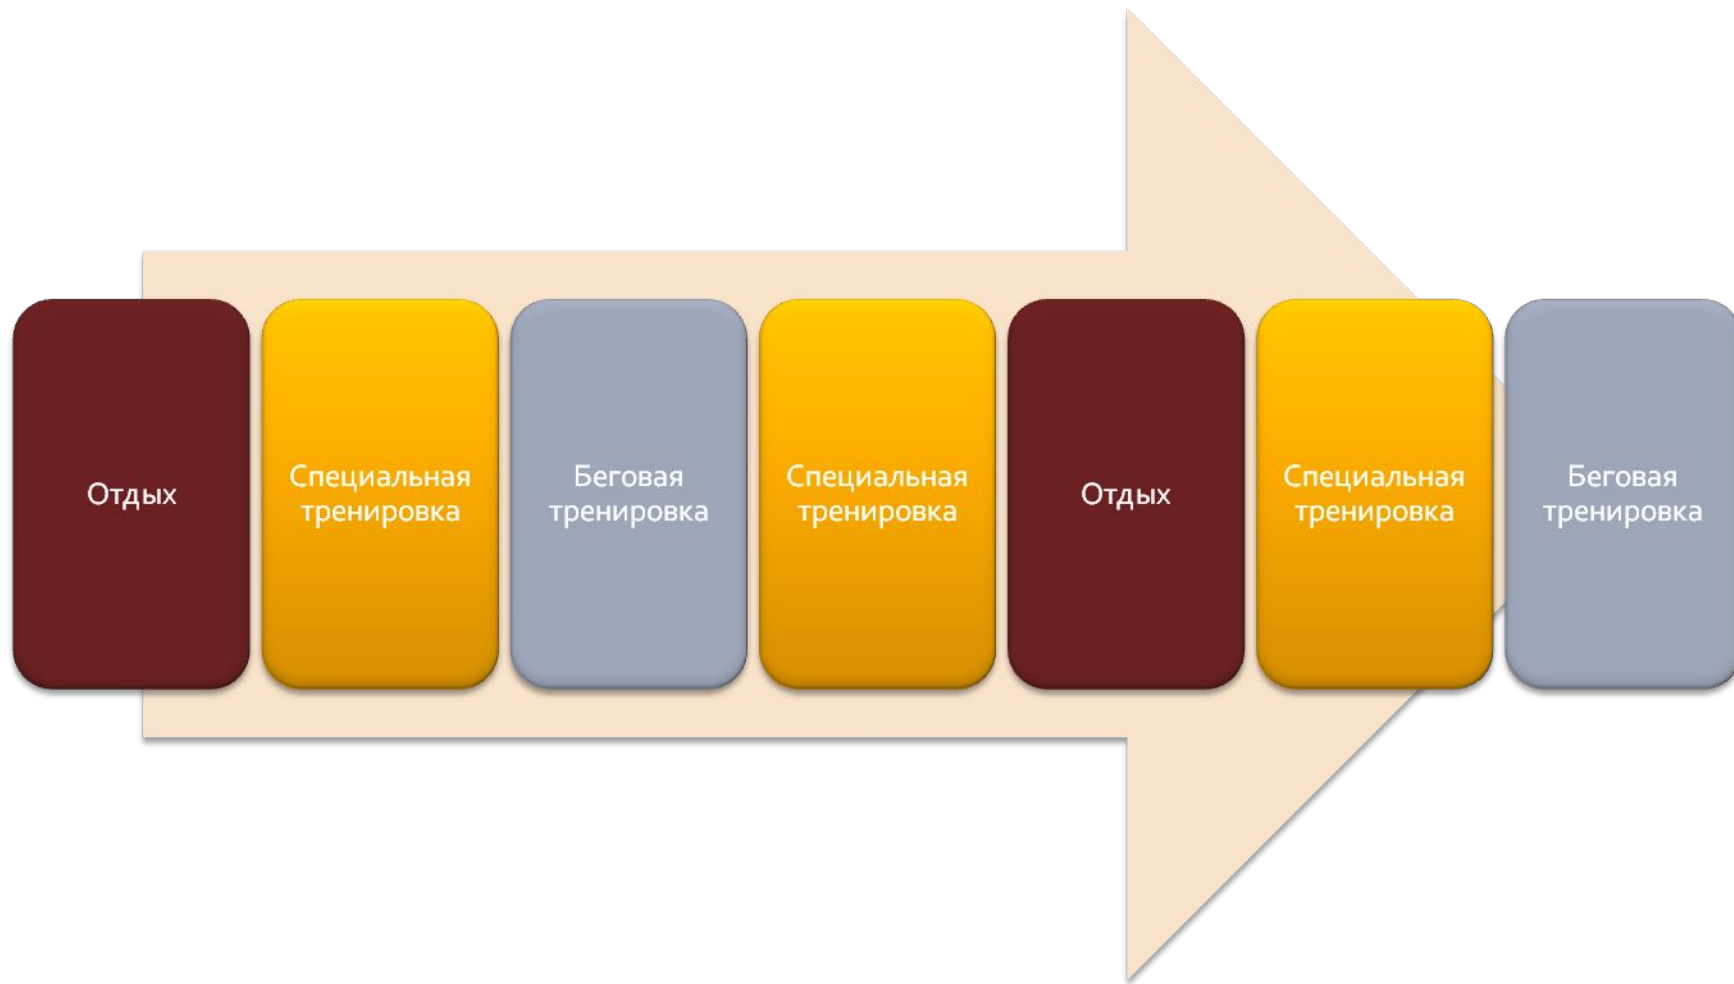 Отдых
Специальная
тренировка
Беговая
тренировка
Специальная
тренировка
Отдых
Специальная
тренировка
Беговая
тренировка